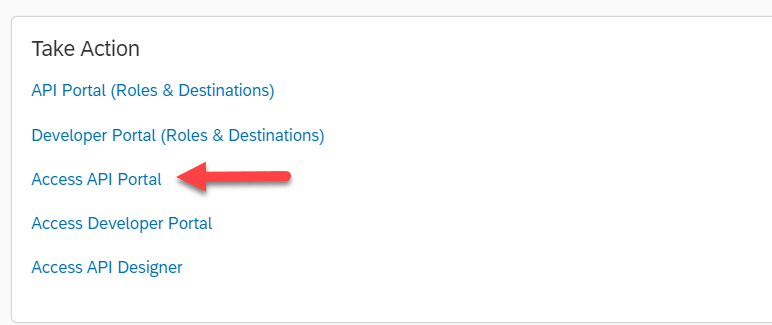 Take Action
API Portal (Roles & Destinations)
Developer Portal (Roles & Destinations)
Access API Portal
Access Developer Portal
Access API Designer